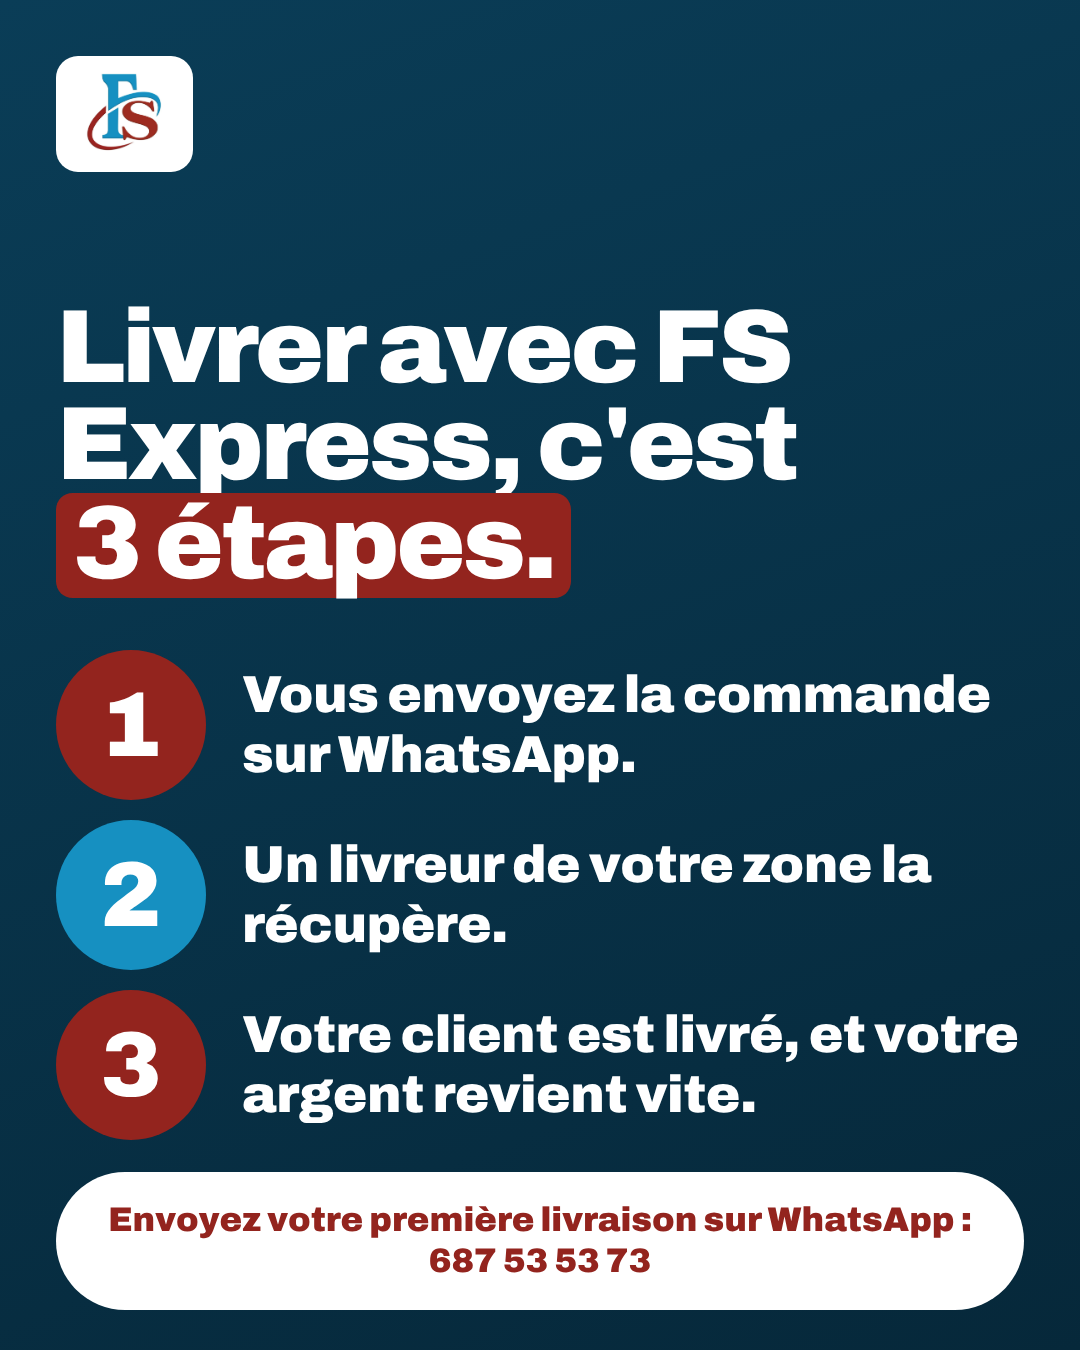 FS
Livrer avec FS
Express, c'est
3 étapes.
1
Vous envoyez la commande
sur WhatsApp.
2
Un livreur de votre zone la
récupère.
3
Votre client est livré, et votre
argent revient vite.
Envoyez votre première livraison sur WhatsApp :
687 53 53 73